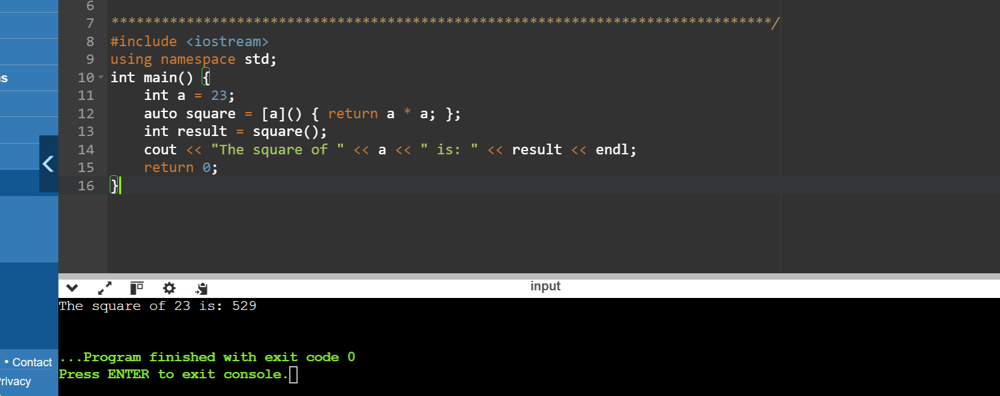 6
7 *******************************************************************************/
8 #include <iostream>
9 using namespace std;
s
10 int main() {
11     int a = 23;
12     auto square = [a]() { return a * a; };
13     int result = square();
14     cout << "The square of " << a << " is: " << result << endl;
15     return 0;
16 }
input
The square of 23 is: 529
...Program finished with exit code 0
Press ENTER to exit console.
• Contact
rivacy